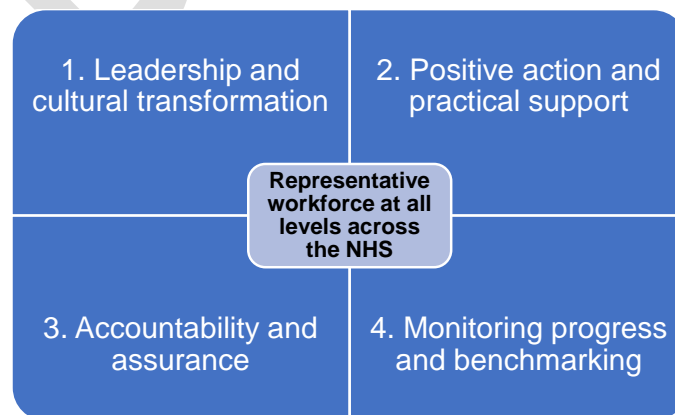 1. Leadership and
cultural transformation
2. Positive action and
practical support
Representative
workforce at all
levels across
the NHS
3. Accountability and
assurance
4. Monitoring progress
and benchmarking